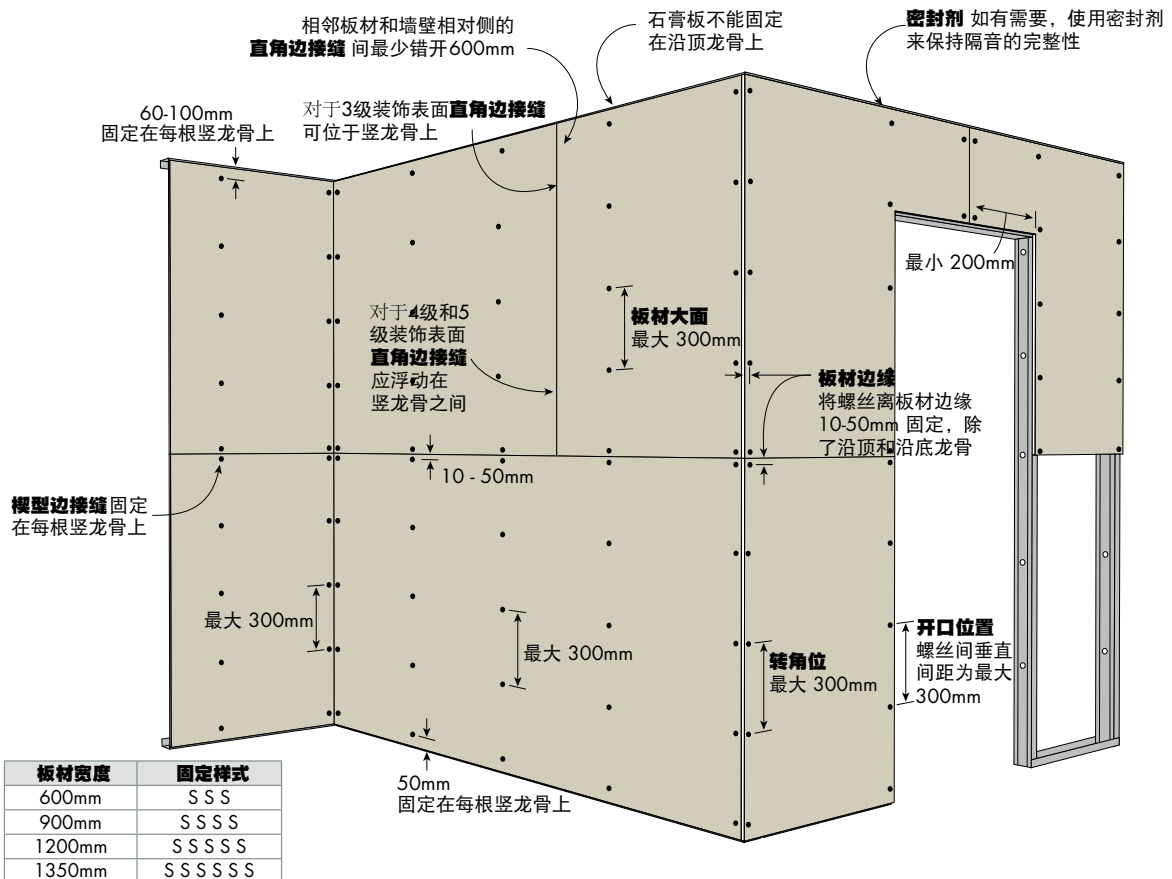 相邻板材和墙壁相对侧的
直角边接缝 间最少错开600mm
石膏板不能固定
在沿顶龙骨上
密封剂 如有需要，使用密封剂
来保持隔音的完整性
60-100mm
固定在每根竖龙骨上
对于3级装饰表面直角边接缝
可位于竖龙骨上
最小 200mm
对于4级和5
级装饰表面
直角边接缝
应浮动在
竖龙骨之间
板材大面
最大 300mm
板材边缘
将螺丝离板材边缘
10-50mm 固定，除
了沿顶和沿底龙骨
10 - 50mm
楔型边接缝固定
在每根竖龙骨上
最大 300mm
最大 300mm
转角位
最大 300mm
开口位置
螺丝间垂直
间距为最大
300mm
50mm
固定在每根竖龙骨上
板材宽度 固定样式
600mm S S S
900mm S S S S
1200mm S S S S S
1350mm S S S S S S